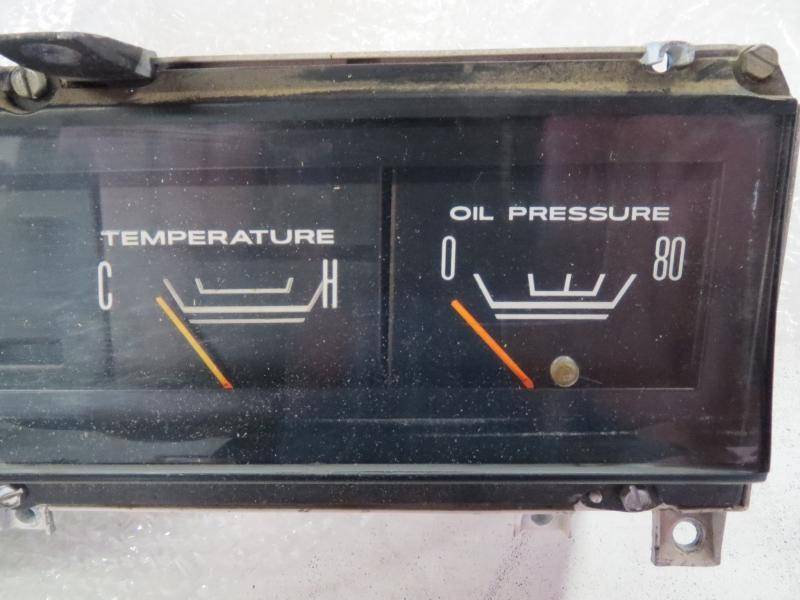 TEMPERATURE
C H
OIL PRESSURE
0 80